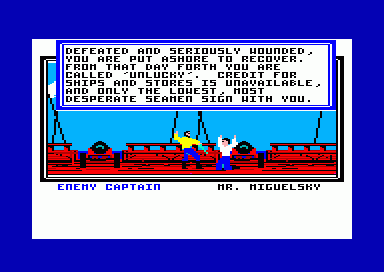 DEFEATED AND SERIOUSLY WOUNDED,
YOU ARE PUT ASHORE TO RECOVER.
FROM THAT DAY FORTH YOU ARE
CALLED 'UNLUCKY'. CREDIT FOR
SHIPS AND STORES IS UNAVAILABLE,
AND ONLY THE LOWEST, MOST
DESPERATE SEAMEN SIGN WITH YOU.
ENEMY CAPTAIN MR. MIGUELSKY